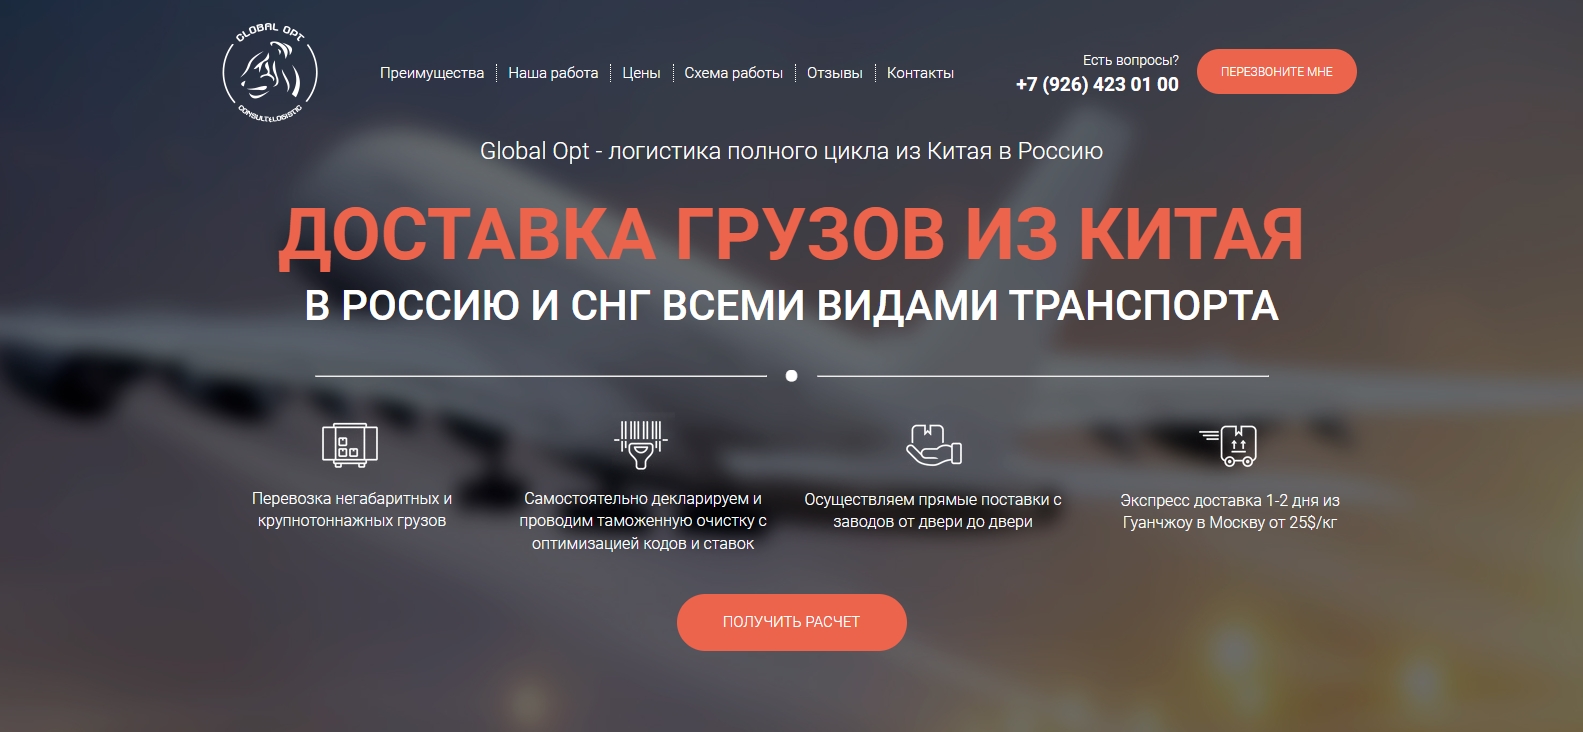 GLOBAL OPT
CONSULT&LOGISTIC
Преимущества
Наша работа
Цены
Схема работы
Отзывы
Контакты
Есть вопросы?
+7 (926) 423 01 00
ПЕРЕЗВОНИТЕ МНЕ
Global Opt - логистика полного цикла из Китая в Россию
ДОСТАВКА ГРУЗОВ ИЗ КИТАЯ
В РОССИЮ И СНГ ВСЕМИ ВИДАМИ ТРАНСПОРТА
Перевозка негабаритных и
крупнотоннажных грузов
Самостоятельно декларируем и
проводим таможенную очистку с
оптимизацией кодов и ставок
Осуществляем прямые поставки с
заводов от двери до двери
Экспресс доставка 1-2 дня из
Гуанчжоу в Москву от 25$/кг
ПОЛУЧИТЬ РАСЧЕТ